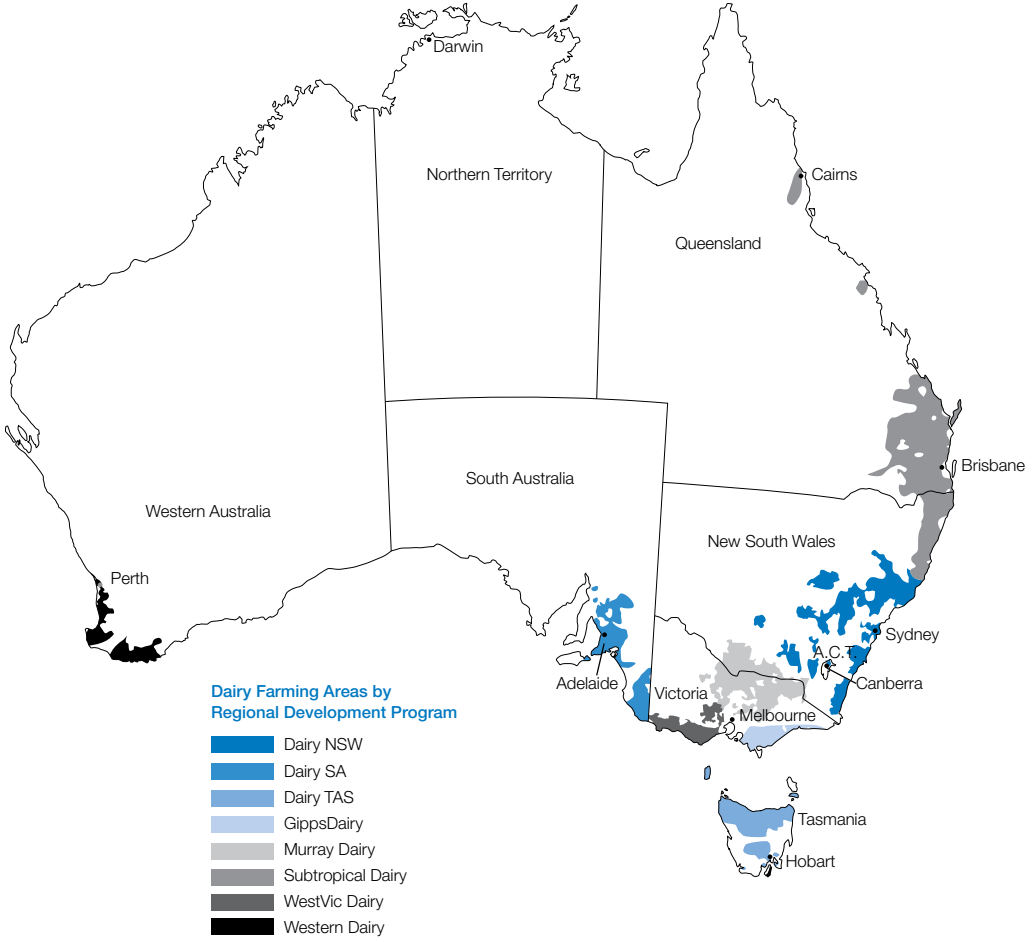 Darwin
Northern Territory
Cairns
Queensland
Brisbane
South Australia
Western Australia
New South Wales
Perth
Sydney
A.C.T.
Canberra
Adelaide
Victoria
Melbourne
Tasmania
Hobart
Dairy Farming Areas by
Regional Development Program
Dairy NSW
Dairy SA
Dairy TAS
GippsDairy
Murray Dairy
Subtropical Dairy
WestVic Dairy
Western Dairy